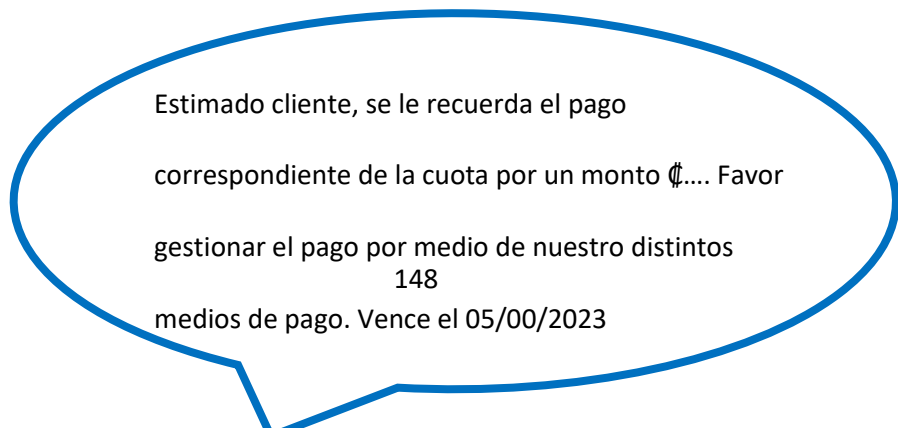 Estimado cliente, se le recuerda el pago
correspondiente de la cuota por un monto ₡.... Favor
gestionar el pago por medio de nuestro distintos
148
medios de pago. Vence el 05/00/2023